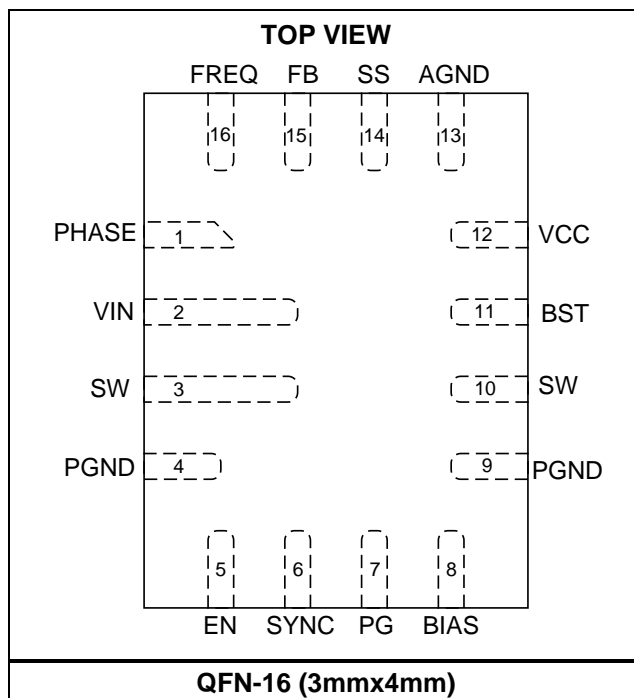 TOP VIEW
FREQ FB SS AGND
16 15 14 13
PHASE 1 12 VCC
VIN 2 11 BST
SW 3 10 SW
PGND 4 9 PGND
5 6 7 8
EN SYNC PG BIAS
QFN-16 (3mmx4mm)